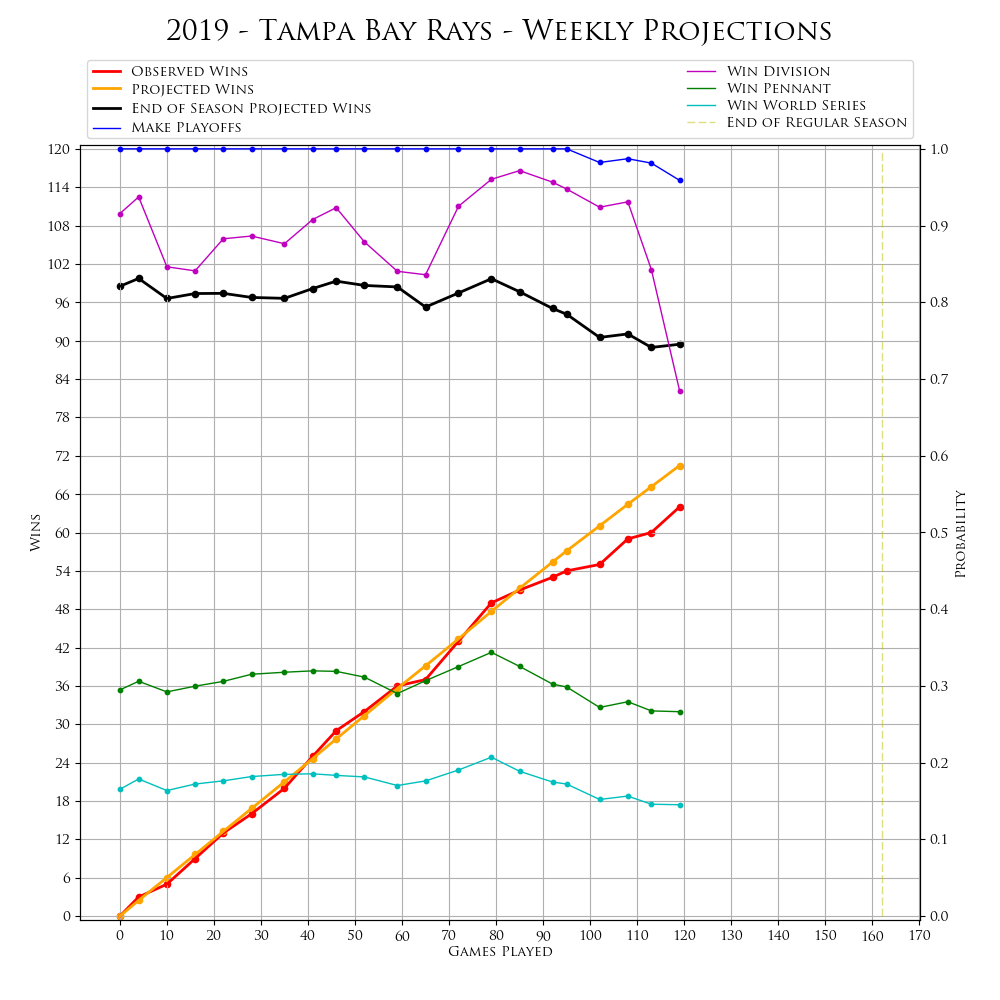 2019 - Tampa Bay Rays - Weekly Projections
Observed Wins
Projected Wins
End of Season Projected Wins
Make Playoffs
Win Division
Win Pennant
Win World Series
End of Regular Season
120
114
108
102
96
90
84
78
72
66
60
54
48
42
36
30
24
18
12
6
0
Wins
1.0
0.9
0.8
0.7
0.6
0.5
0.4
0.3
0.2
0.1
0.0
Probability
0 10 20 30 40 50 60 70 80 90 100 110 120 130 140 150 160 170
Games Played